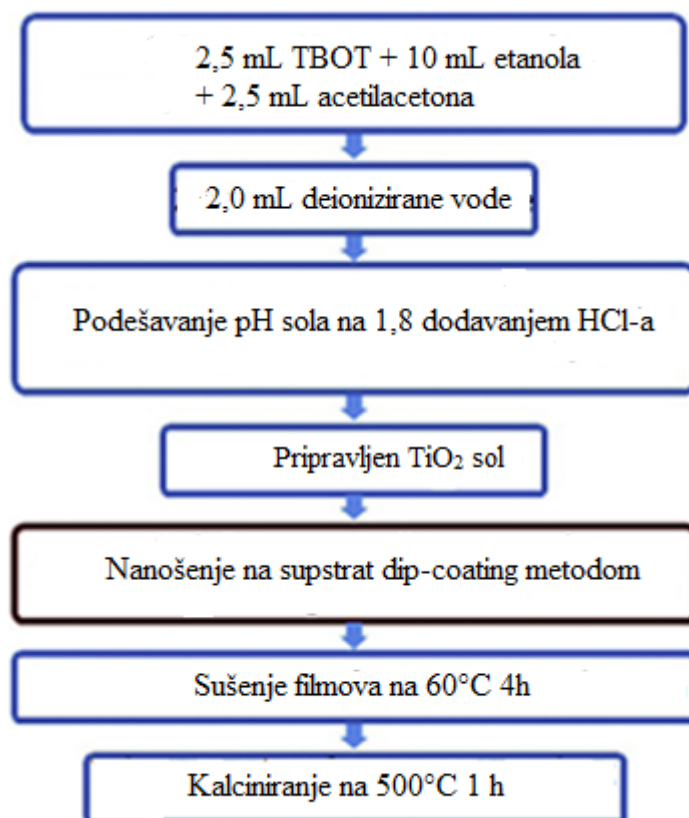 2,5 mL TBOT + 10 mL etanola
+ 2,5 mL acetilacetona
2,0 mL deionizirane vode
Podešavanje pH sola na 1,8 dodavanjem HCl-a
Pripravljen TiO₂ sol
Nanošenje na supstrat dip-coating metodom
Sušenje filmova na 60°C 4h
Kalciniranje na 500°C 1 h